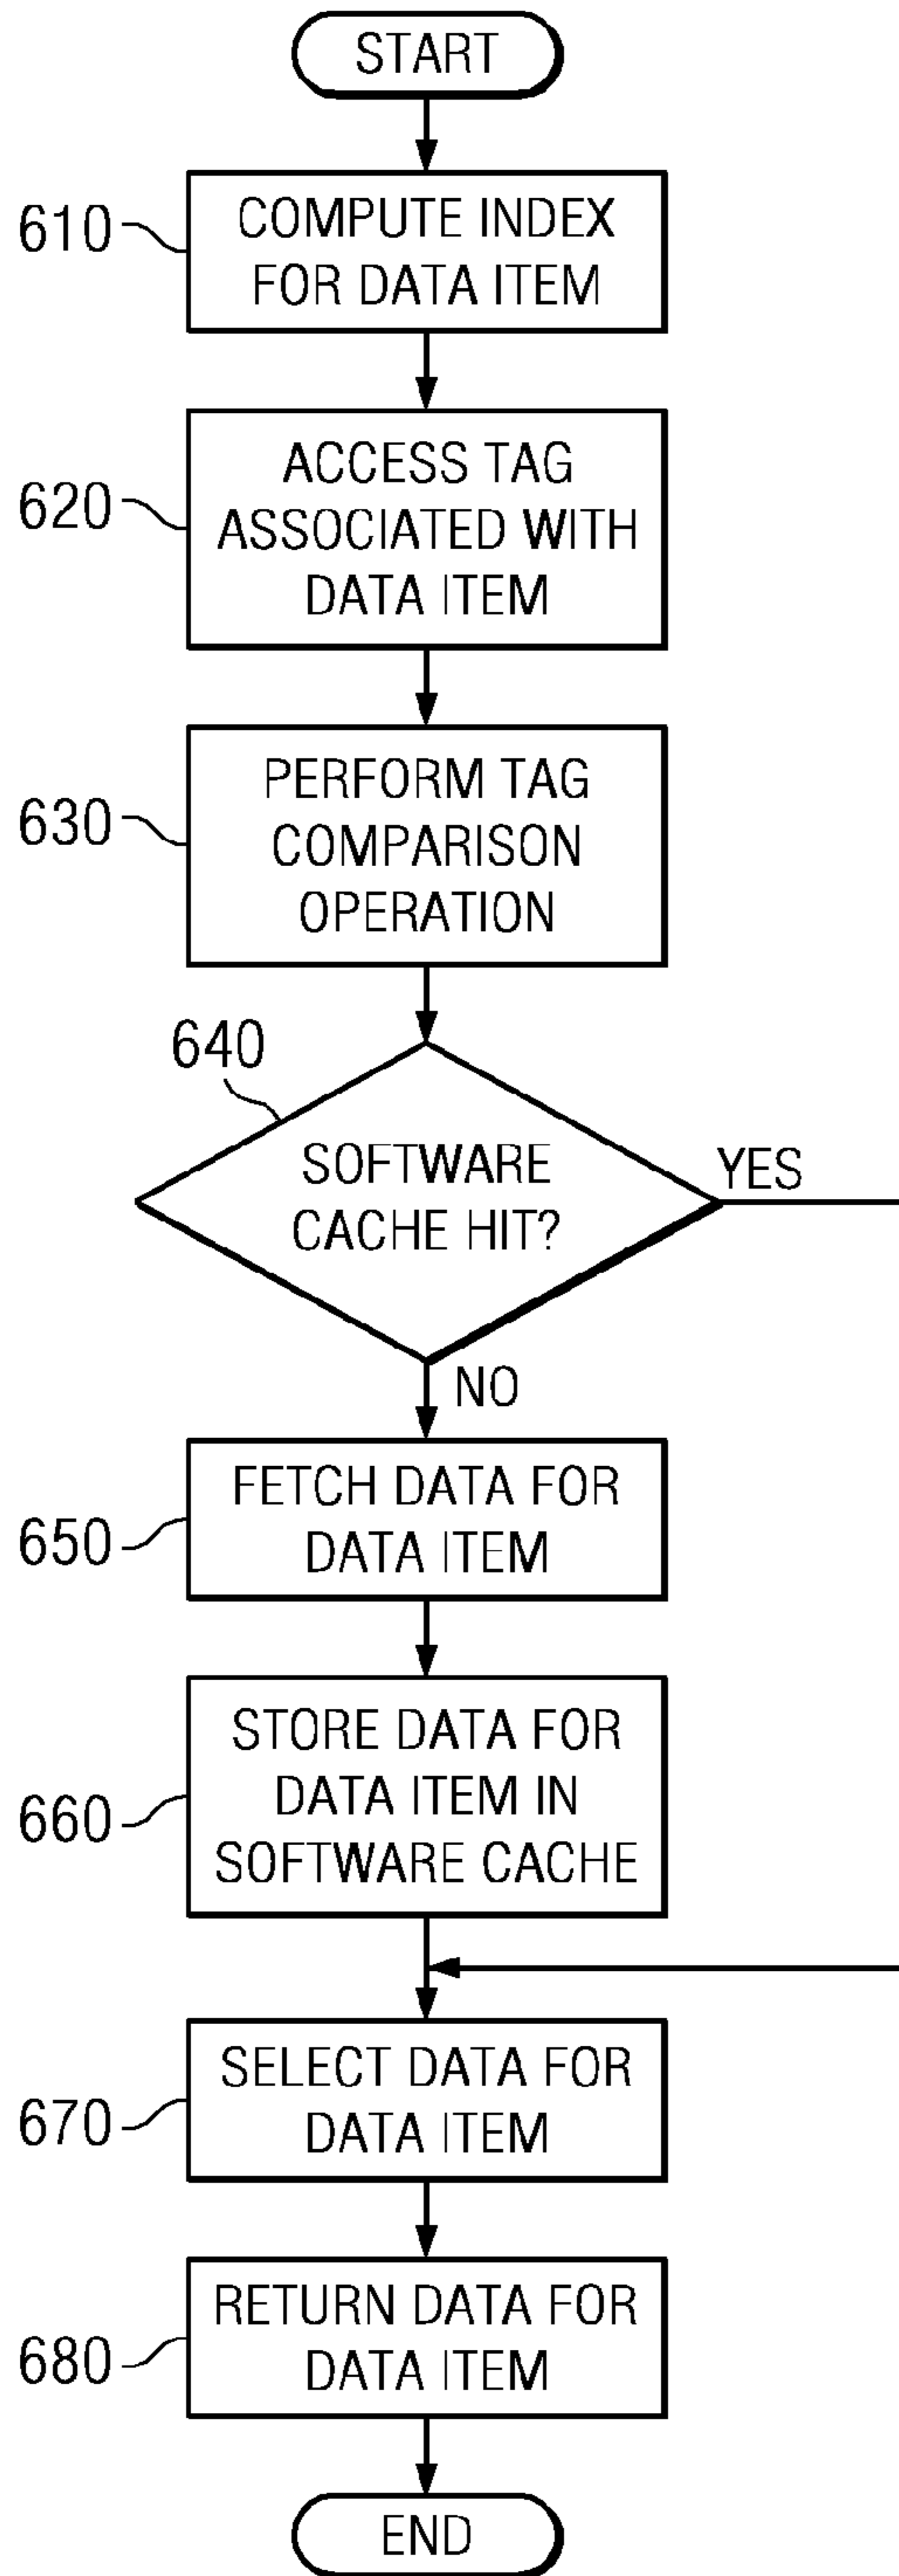 START
610
COMPUTE INDEX
FOR DATA ITEM
620
ACCESS TAG
ASSOCIATED WITH
DATA ITEM
630
PERFORM TAG
COMPARISON
OPERATION
640
SOFTWARE
CACHE HIT?
YES
NO
650
FETCH DATA FOR
DATA ITEM
660
STORE DATA FOR
DATA ITEM IN
SOFTWARE CACHE
670
SELECT DATA FOR
DATA ITEM
680
RETURN DATA FOR
DATA ITEM
END